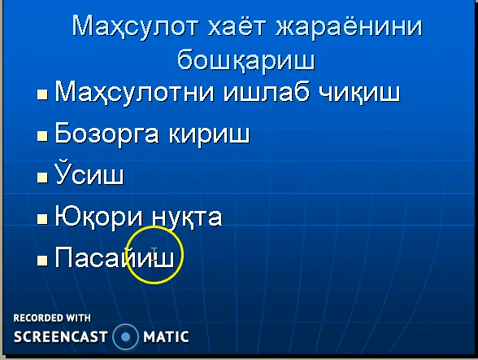 Маҳсулот хаёт жараёнини
бошқариш
Маҳсулотни ишлаб чиқиш
Бозорга кириш
Ўсиш
Юқори нуқта
Пасайиш
RECORDED WITH
SCREENCAST MATIC